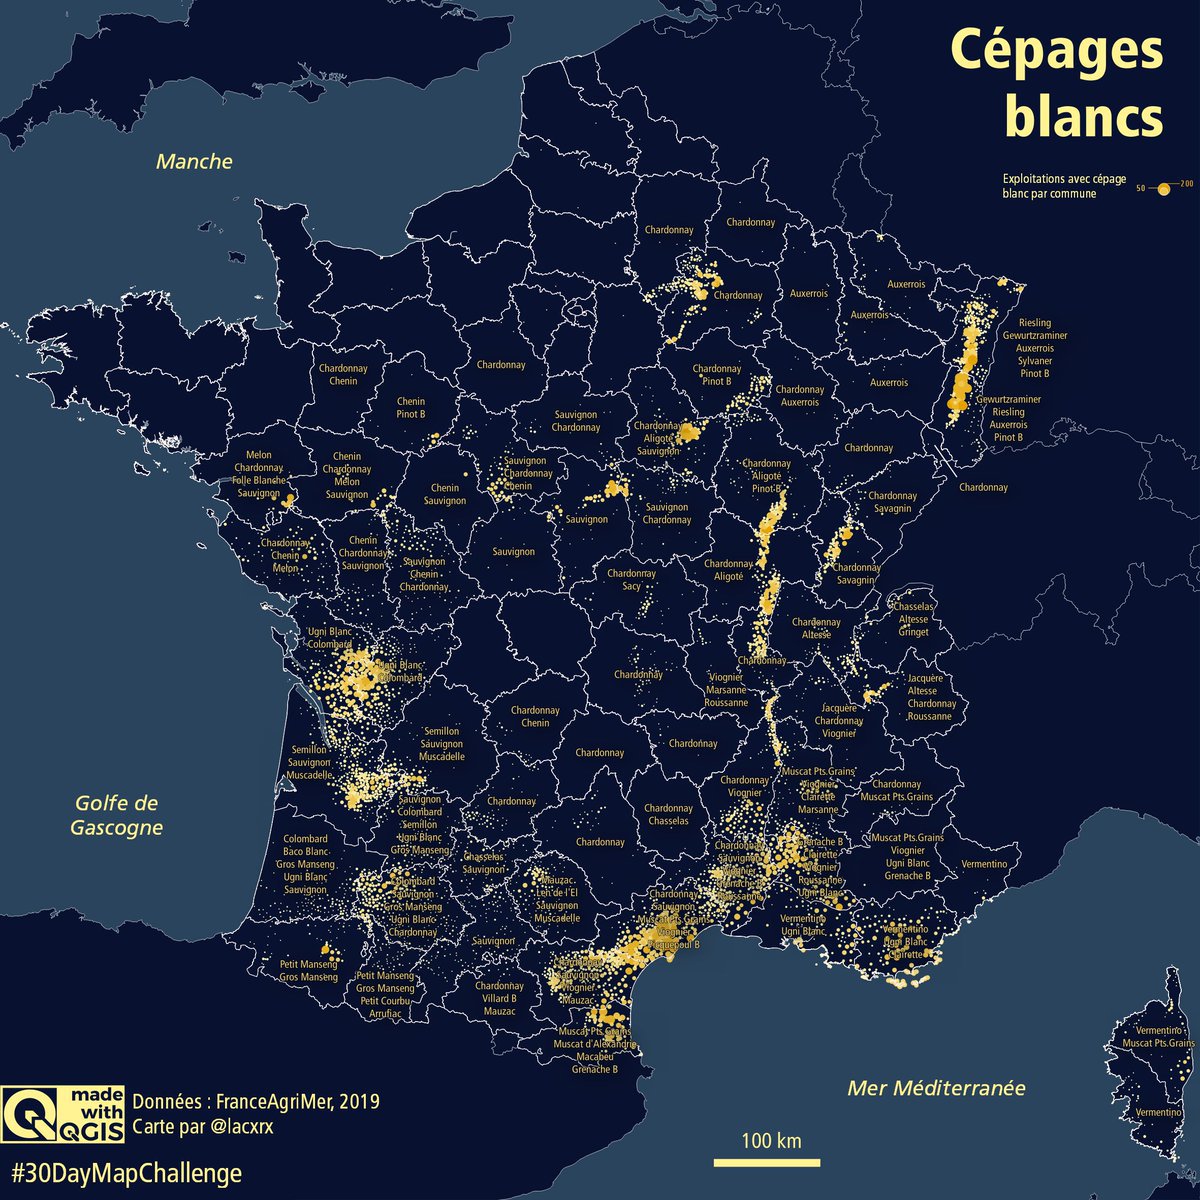 Cépages
blancs
Exploitations avec cépage
blanc par commune
50
200
Manche
Golfe de
Gascogne
Mer Méditerranée
Chardonnay
Chardonnay
Chardonnay
Auxerrois
Auxerrois
Auxerrois
Auxerrois
Riesling
Gewurtzraminer
Auxerrois
Sylvaner
Pinot B
Gewurtzraminer
Riesling
Auxerrois
Pinot B
Chardonnay
Chenin
Chardonnay
Chenin
Pinot B
Chardonnay
Pinot B
Chardonnay
Auxerrois
Sauvignon
Chardonnay
Chardonnay
Aligoté
Sauvignon
Chardonnay
Chardonnay
Melon
Chardonnay
Folle Blanche
Sauvignon
Chenin
Chardonnay
Melon
Sauvignon
Chenin
Sauvignon
Sauvignon
Chardonnay
Chenin
Sauvignon
Sauvignon
Chardonnay
Chardonnay
Aligoté
Pinot B
Chardonnay
Savagnin
Chardonnay
Chenin
Melon
Chenin
Chardonnay
Sauvignon
Sauvignon
Chenin
Chardonnay
Sauvignon
Chardonnay
Sacy
Chardonnay
Aligoté
Chardonnay
Savagnin
Chasselas
Altesse
Gringet
Chardonnay
Altesse
Ugni Blanc
Colombard
Ugni Blanc
Colombard
Chardonnay
Chardonnay
Viognier
Marsanne
Roussanne
Jacquère
Altesse
Chardonnay
Roussanne
Jacquère
Chardonnay
Viognier
Chardonnay
Chenin
Semillon
Sauvignon
Muscadelle
Semillon
Sauvignon
Muscadelle
Chardonnay
Chardonnay
Chardonnay
Viognier
Muscat Pts.Grains
Viognier
Clairette
Marsanne
Chardonnay
Muscat Pts.Grains
Sauvignon
Colombard
Semillon
Ugni Blanc
Gros Manseng
Chardonnay
Chardonnay
Chasselas
Chardonnay
Colombard
Baco Blanc
Gros Manseng
Ugni Blanc
Sauvignon
Chasselas
Sauvignon
Mauzac
Len de l'El
Sauvignon
Muscadelle
Chardonnay
Sauvignon
Viognier
Grenache B
Roussanne
Grenache B
Clairette
Viognier
Roussanne
Ugni Blanc
Muscat Pts.Grains
Viognier
Ugni Blanc
Grenache B
Vermentino
Colombard
Sauvignon
Gros Manseng
Ugni Blanc
Chardonnay
Chardonnay
Sauvignon
Muscat Pts.Grains
Viognier
Picquepoul B
Vermentino
Ugni Blanc
Vermentino
Ugni Blanc
Clairette
Petit Manseng
Gros Manseng
Petit Manseng
Gros Manseng
Petit Courbu
Arrufiac
Sauvignon
Chardonnay
Villard B
Mauzac
Chardonnay
Sauvignon
Viognier
Mauzac
Muscat Pts.Grains
Muscat d'Alexandrie
Macabeu
Grenache B
Vermentino
Muscat Pts.Grains
Vermentino
made
with
QGIS
Données : FranceAgriMer, 2019
Carte par @lacxrx
#30DayMapChallenge
100 km